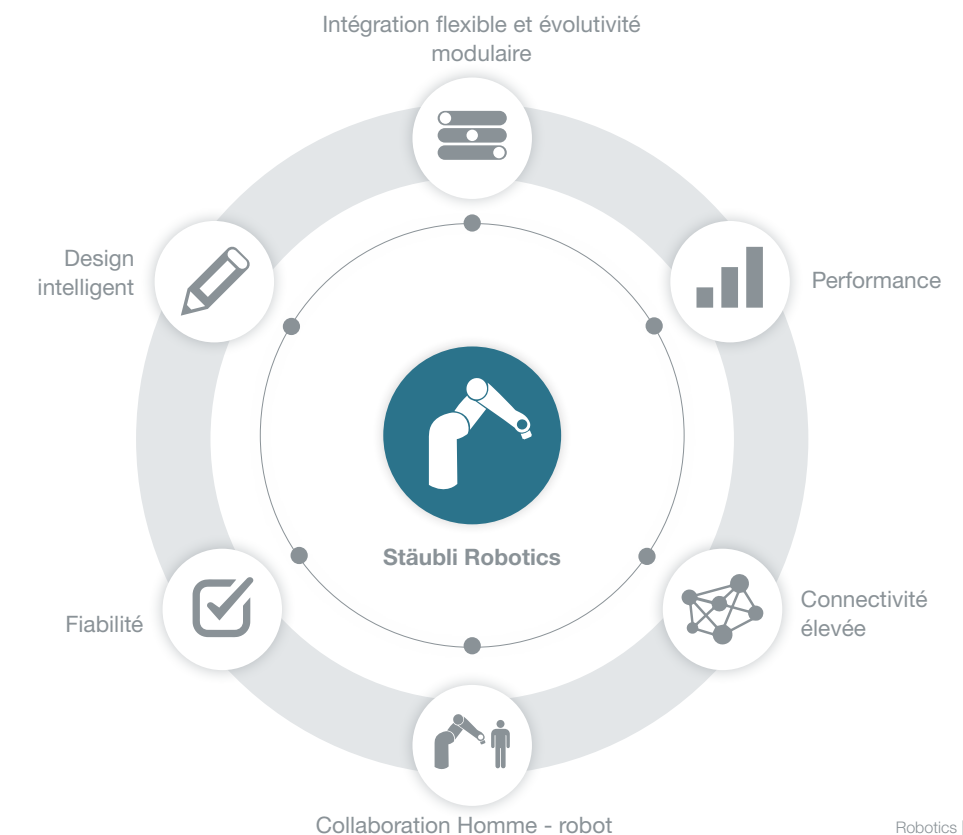 Intégration flexible et évolutivité
modulaire
Design
intelligent
Performance
Stäubli Robotics
Fiabilité
Connectivité
élevée
Collaboration Homme - robot
Robotics |